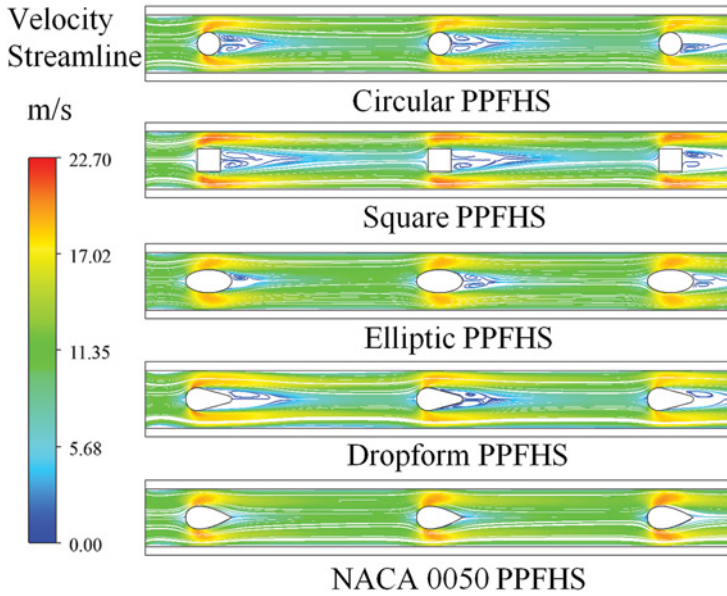 Velocity
Streamline
m/s
22.70
17.02
11.35
5.68
0.00
Circular PPFHS
Square PPFHS
Elliptic PPFHS
Dropform PPFHS
NACA 0050 PPFHS